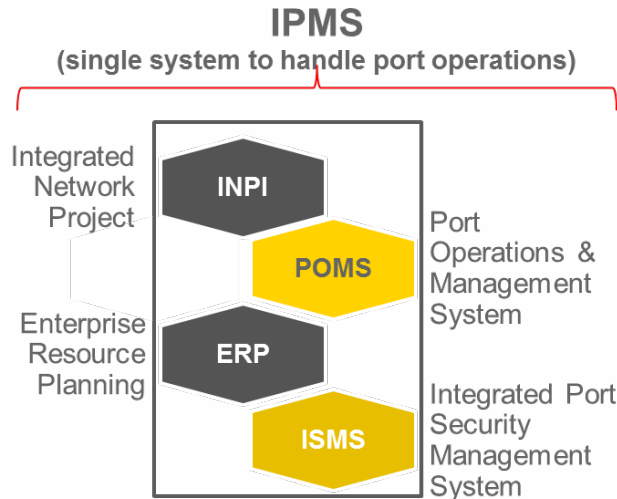 IPMS
(single system to handle port operations)
Integrated
Network
Project
INPI
POMS
Port
Operations &
Management
System
Enterprise
Resource
Planning
ERP
ISMS
Integrated Port
Security
Management
System